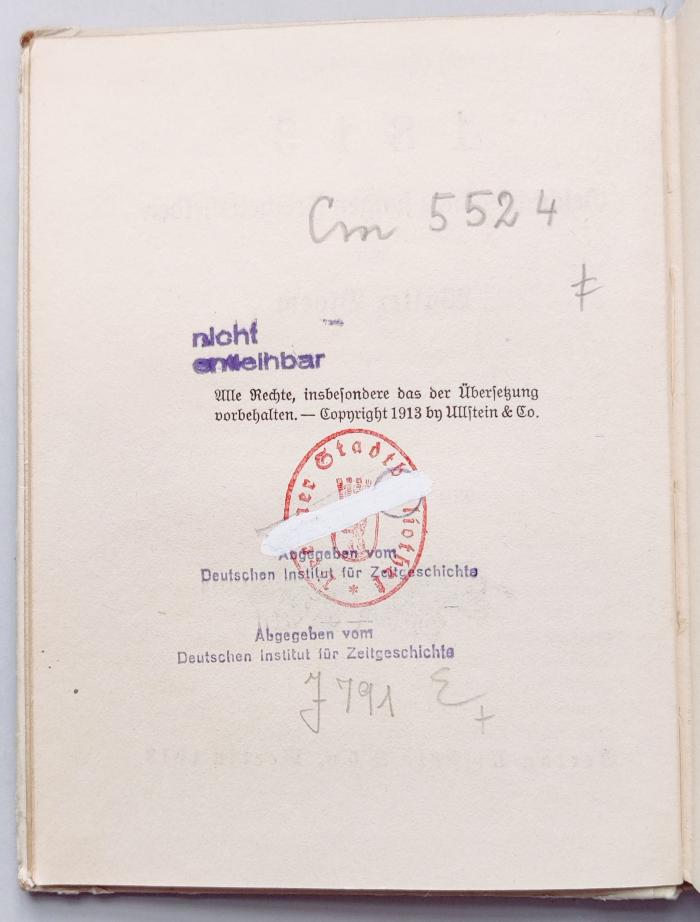 Cm 5524
nicht
entleihbar
Alle Rechte, insbesondere das der Übersetzung
vorbehalten. — Copyright 1913 by Ullstein & Co.
Abgegeben vom
Deutschen Institut für Zeitgeschichte
Abgegeben vom
Deutschen Institut für Zeitgeschichte
J 791 E